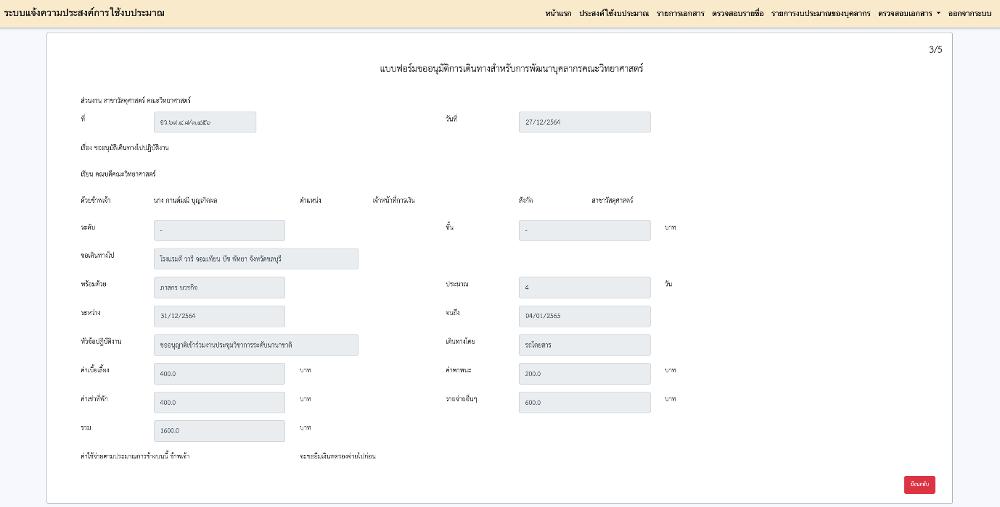 ระบบแจ้งความประสงค์การใช้งบประมาณ
หน้าแรก ประสงค์ใช้งบประมาณ รายการเอกสาร ตรวจสอบรายชื่อ รายการงบประมาณของบุคลากร ตรวจสอบเอกสาร ออกจากระบบ
3/5
แบบฟอร์มขออนุมัติการเดินทางสำหรับการพัฒนาบุคลากรคณะวิทยาศาสตร์
ส่วนงาน สาขาวัสดุศาสตร์ คณะวิทยาศาสตร์
ที่ อว.๖๙.๕.๘/๓,๔๕๖ วันที่ 27/12/2564
เรื่อง ขออนุมัติเดินทางไปปฏิบัติงาน
เรียน คณบดีคณะวิทยาศาสตร์
ด้วยข้าพเจ้า นาง กานต์มณี บุญเกิดผล ตำแหน่ง เจ้าหน้าที่การเงิน สังกัด สาขาวัสดุศาสตร์
ระดับ - ขั้น - บาท
ขอเดินทางไป โรงแรมดี วารี จอมเทียน บีช พัทยา จังหวัดชลบุรี
พร้อมด้วย ภาสกร บวรกิจ ประมาณ 4 วัน
ระหว่าง 31/12/2564 จนถึง 04/01/2565
หัวข้อปฏิบัติงาน ขออนุญาติเข้าร่วมงานประชุมวิชาการระดับนานาชาติ เดินทางโดย รถโดยสาร
ค่าเบี้ยเลี้ยง 400.0 บาท ค่าพาหนะ 200.0 บาท
ค่าเช่าที่พัก 400.0 บาท รายจ่ายอื่นๆ 600.0 บาท
รวม 1600.0 บาท
ค่าใช้จ่ายตามประมาณการข้างบนนี้ ข้าพเจ้า จะขอยืมเงินทดรองจ่ายไปก่อน
ย้อนกลับ